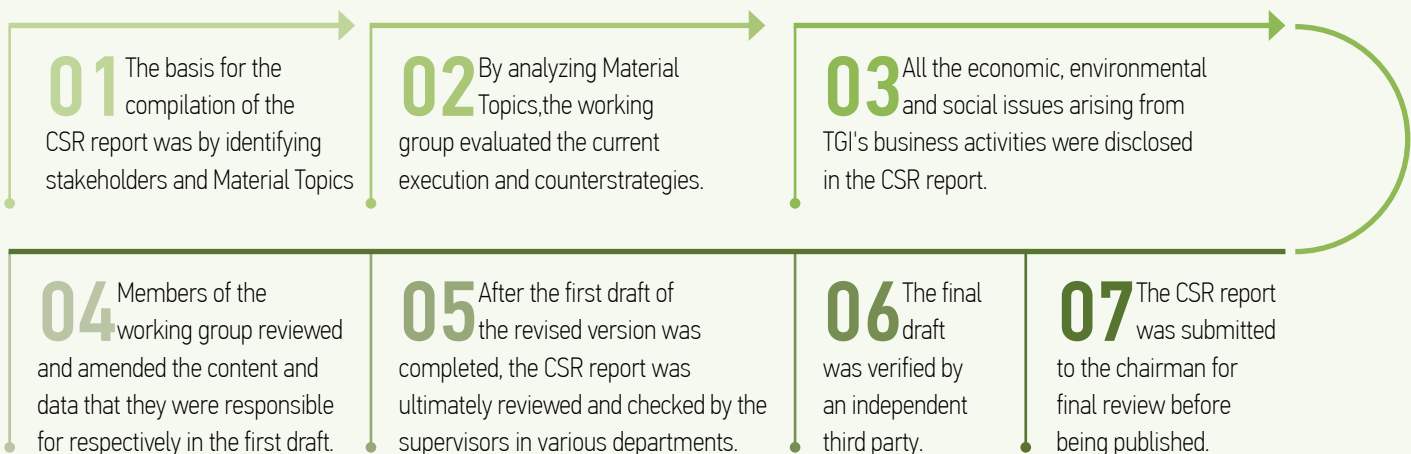 01 The basis for the
compilation of the
CSR report was by identifying
stakeholders and Material Topics
02 By analyzing Material
Topics,the working
group evaluated the current
execution and counterstrategies.
03 All the economic, environmental
and social issues arising from
TGI's business activities were disclosed
in the CSR report.
04 Members of the
working group reviewed
and amended the content and
data that they were responsible
for respectively in the first draft.
05 After the first draft of
the revised version was
completed, the CSR report was
ultimately reviewed and checked by the
supervisors in various departments.
06 The final
draft
was verified by
an independent
third party.
07 The CSR report
was submitted
to the chairman for
final review before
being published.